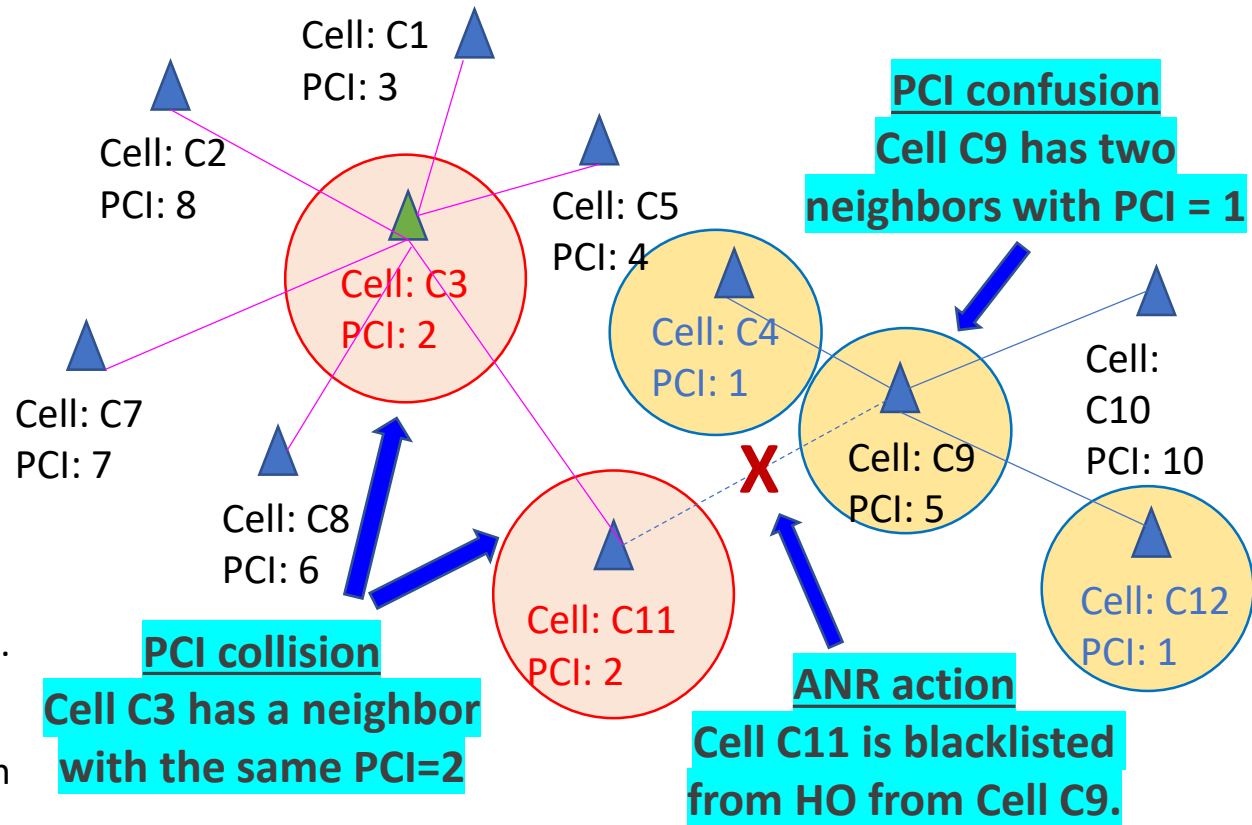 Cell: C1
PCI: 3
Cell: C2
PCI: 8
PCI confusion
Cell C9 has two
neighbors with PCI = 1
Cell: C5
PCI: 4
Cell: C3
PCI: 2
Cell: C4
PCI: 1
Cell:
C10
PCI: 10
Cell: C7
PCI: 7
Cell: C9
PCI: 5
X
Cell: C8
PCI: 6
Cell: C11
PCI: 2
Cell: C12
PCI: 1
.
PCI collision
Cell C3 has a neighbor
with the same PCI=2
ANR action
Cell C11 is blacklisted
from HO from Cell C9.